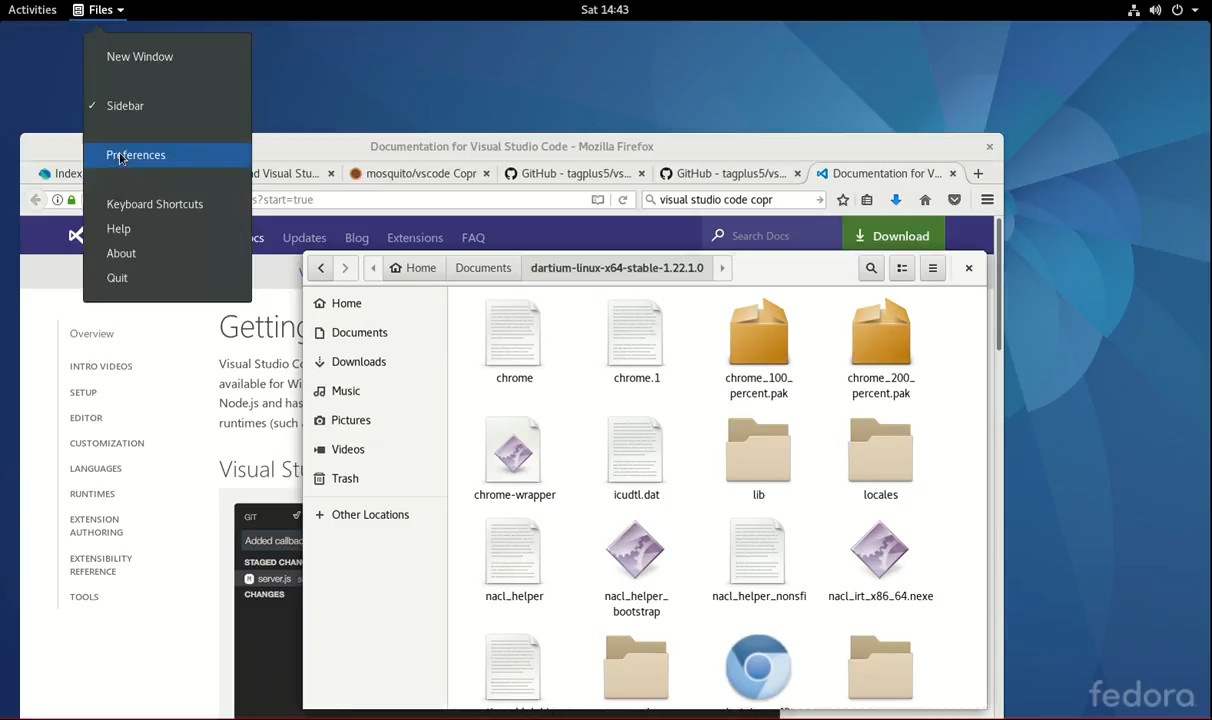 Activities
Files
Sat 14:43
New Window
✓ Sidebar
Preferences
Keyboard Shortcuts
Help
About
Quit
Documentation for Visual Studio Code - Mozilla Firefox
Index
d Visual Stu...
mosquito/vscode Copr
GitHub - tagplus5/vs...
GitHub - tagplus5/vs...
Documentation for V...
s?start=true
visual studio code copr
ocs
Updates
Blog
Extensions
FAQ
Search Docs
Download
Overview
INTRO VIDEOS
SETUP
EDITOR
CUSTOMIZATION
LANGUAGES
RUNTIMES
EXTENSION
AUTHORING
EXTENSIBILITY
REFERENCE
TOOLS
Getting
Visual Studio Co
available for Wi
Node.js and has
runtimes (such
Visual Stu
GIT
Added callbac
STAGED CHAN
server.js
CHANGES
Home
Documents
dartium-linux-x64-stable-1.22.1.0
Home
Documents
Downloads
Music
Pictures
Videos
Trash
Other Locations
chrome
chrome.1
chrome_100_
percent.pak
chrome_200_
percent.pak
chrome-wrapper
icudtl.dat
lib
locales
nacl_helper
nacl_helper_
bootstrap
nacl_helper_nonsfi
nacl_irt_x86_64.nexe
fedora